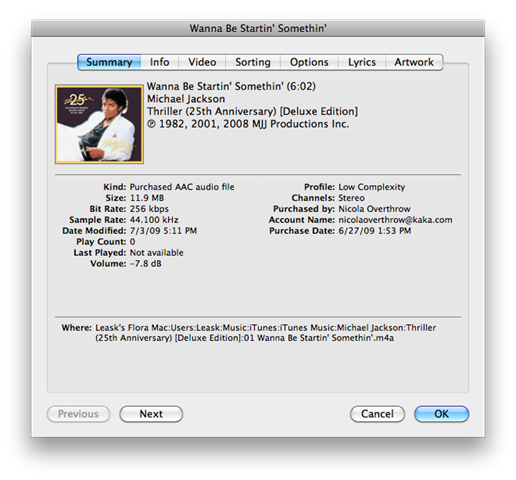 Wanna Be Startin' Somethin'
Summary Info Video Sorting Options Lyrics Artwork
25
Wanna Be Startin' Somethin' (6:02)
Michael Jackson
Thriller (25th Anniversary) [Deluxe Edition]
℗ 1982, 2001, 2008 MJJ Productions Inc.
Kind: Purchased AAC audio file
Size: 11.9 MB
Bit Rate: 256 kbps
Sample Rate: 44.100 kHz
Date Modified: 7/3/09 5:11 PM
Play Count: 0
Last Played: Not available
Volume: -7.8 dB
Profile: Low Complexity
Channels: Stereo
Purchased by: Nicola Overthrow
Account Name: nicolaoverthrow@kaka.com
Purchase Date: 6/27/09 1:53 PM
Where: Leask's Flora Mac:Users:Leask:Music:iTunes:iTunes Music:Michael Jackson:Thriller
(25th Anniversary) [Deluxe Edition]:01 Wanna Be Startin' Somethin'.m4a
Previous Next Cancel OK